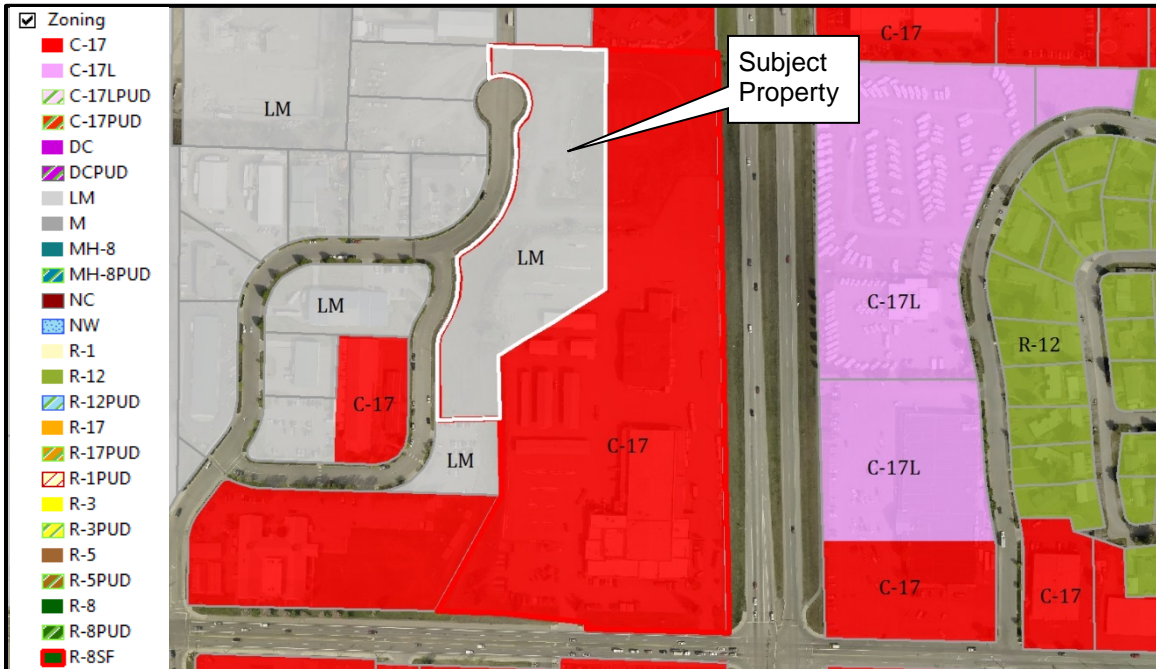 Zoning
C-17
C-17L
C-17LPUD
C-17PUD
DC
DCPUD
LM
M
MH-8
MH-8PUD
NC
NW
R-1
R-12
R-12PUD
R-17
R-17PUD
R-1PUD
R-3
R-3PUD
R-5
R-5PUD
R-8
R-8PUD
R-8SF
C-17
Subject
Property
LM
LM
LM
C-17L
R-12
C-17
C-17
LM
C-17L
C-17
C-17